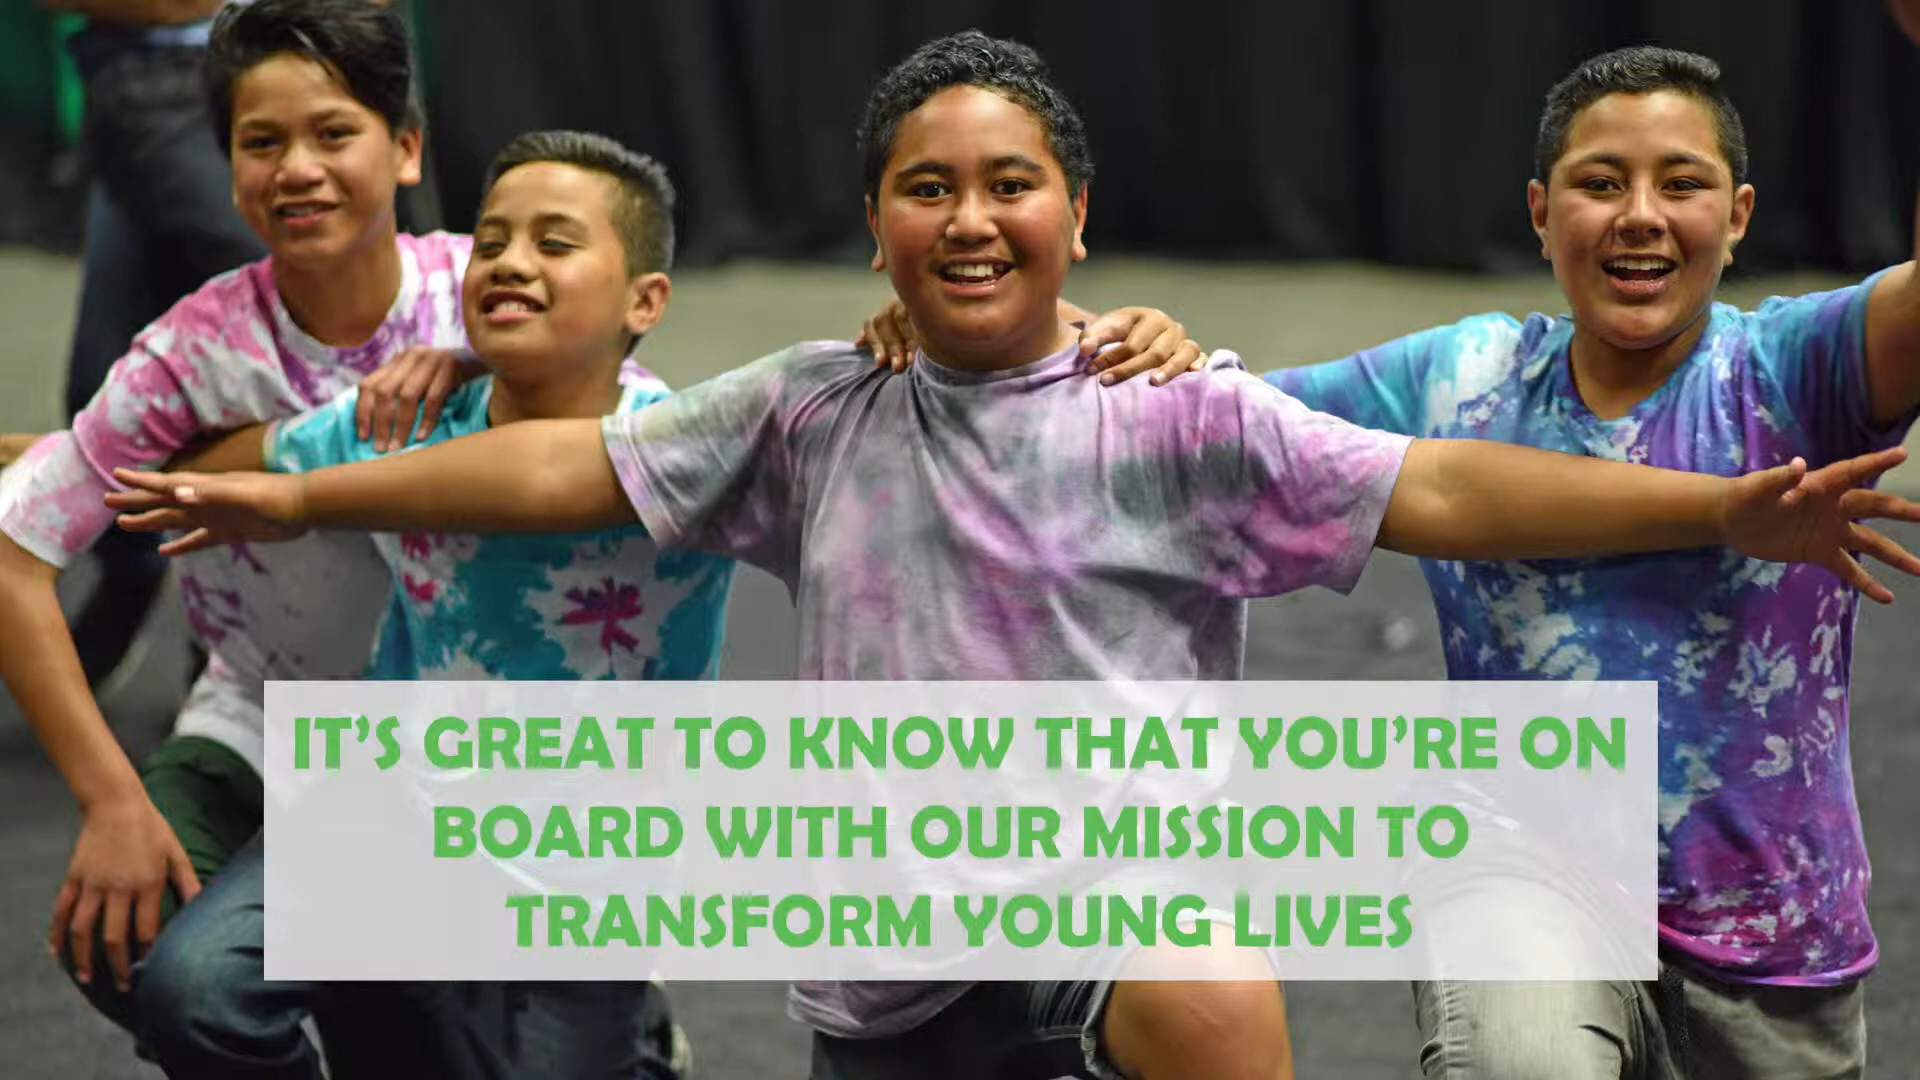 IT’S GREAT TO KNOW THAT YOU’RE ON
BOARD WITH OUR MISSION TO
TRANSFORM YOUNG LIVES